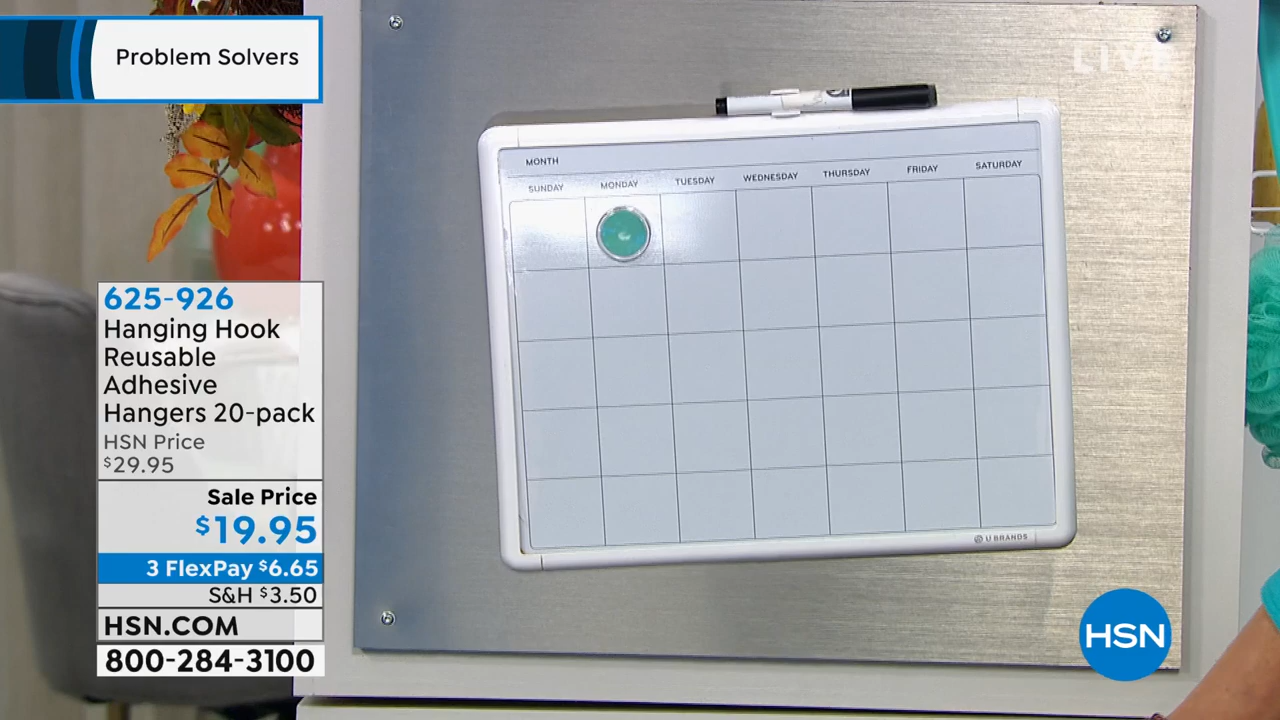 Problem Solvers
LIVE
MONTH
SUNDAY MONDAY TUESDAY WEDNESDAY THURSDAY FRIDAY SATURDAY
U BRANDS
625-926
Hanging Hook
Reusable
Adhesive
Hangers 20-pack
HSN Price
$29.95
Sale Price
$19.95
3 FlexPay $6.65
S&H $3.50
HSN.COM
800-284-3100
HSN